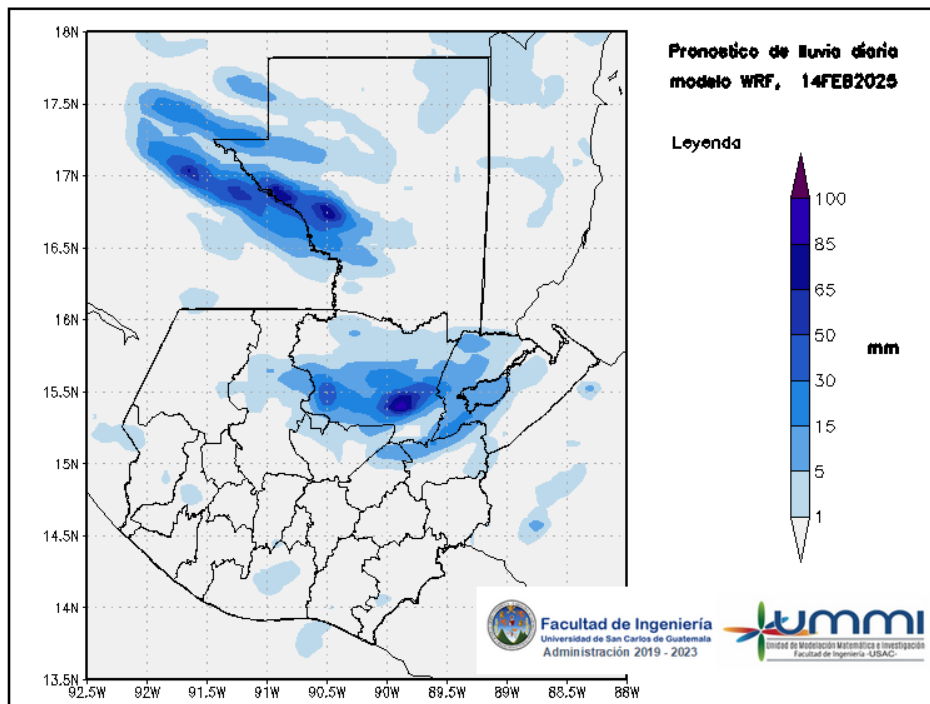 Pronostico de lluvia diaria
modelo WRF, 14FEB2025
Leyenda
100
85
65
50
30
15
5
1
mm
18N
17.5N
17N
16.5N
16N
15.5N
15N
14.5N
14N
13.5N
92.5W
92W
91.5W
91W
90.5W
90W
89.5W
89W
88.5W
88W
Facultad de Ingeniería
Universidad de San Carlos de Guatemala
Administración 2019 - 2023
ummi
Unidad de Modelación Matemática e Investigación
Facultad de Ingeniería -USAC-